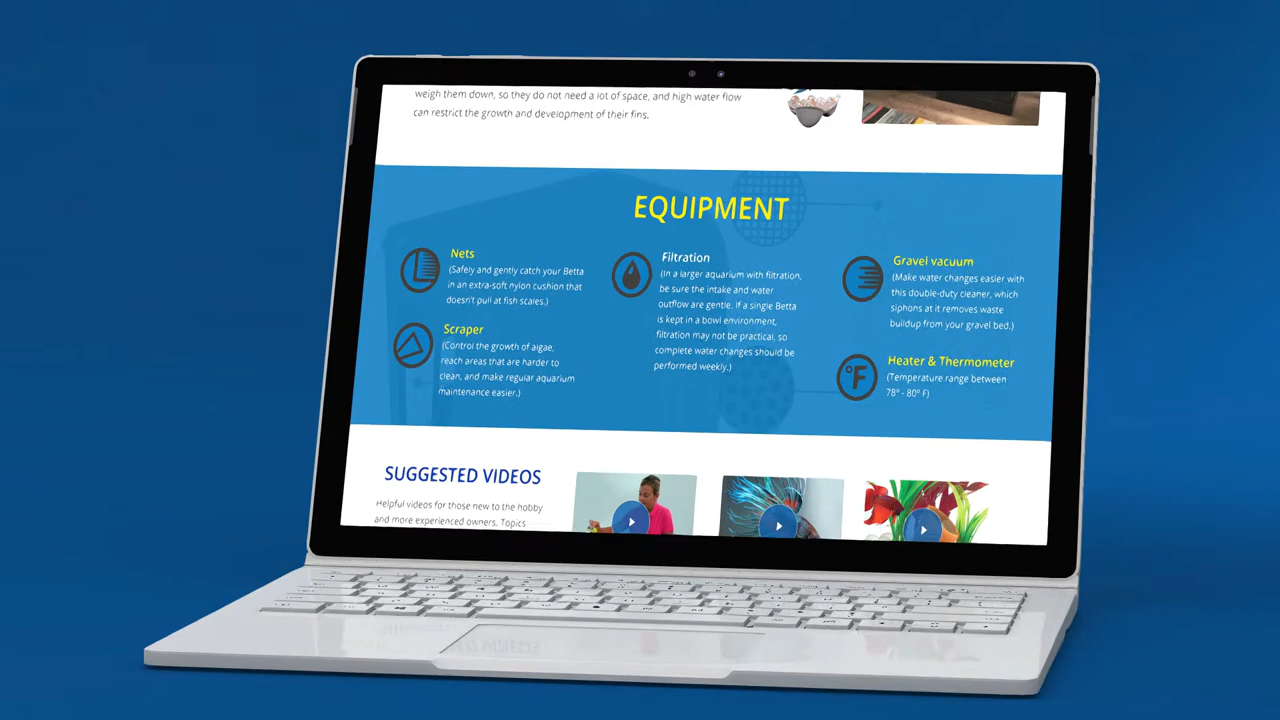 weigh them down, so they do not need a lot of space, and high water flow
can restrict the growth and development of their fins.
EQUIPMENT
Nets
(Safely and gently catch your Betta
in an extra-soft nylon cushion that
doesn't pull at fish scales.)
Scraper
(Control the growth of algae,
reach areas that are harder to
clean, and make regular aquarium
maintenance easier.)
Filtration
(In a larger aquarium with filtration,
be sure the intake and water
outflow are gentle. If a single Betta
is kept in a bowl environment,
filtration may not be practical, so
complete water changes should be
performed weekly.)
Gravel vacuum
(Make water changes easier with
this double-duty cleaner, which
siphons at it removes waste
buildup from your gravel bed.)
°F
Heater & Thermometer
(Temperature range between
78° - 80° F)
SUGGESTED VIDEOS
Helpful videos for those new to the hobby
and more experienced owners. Topics